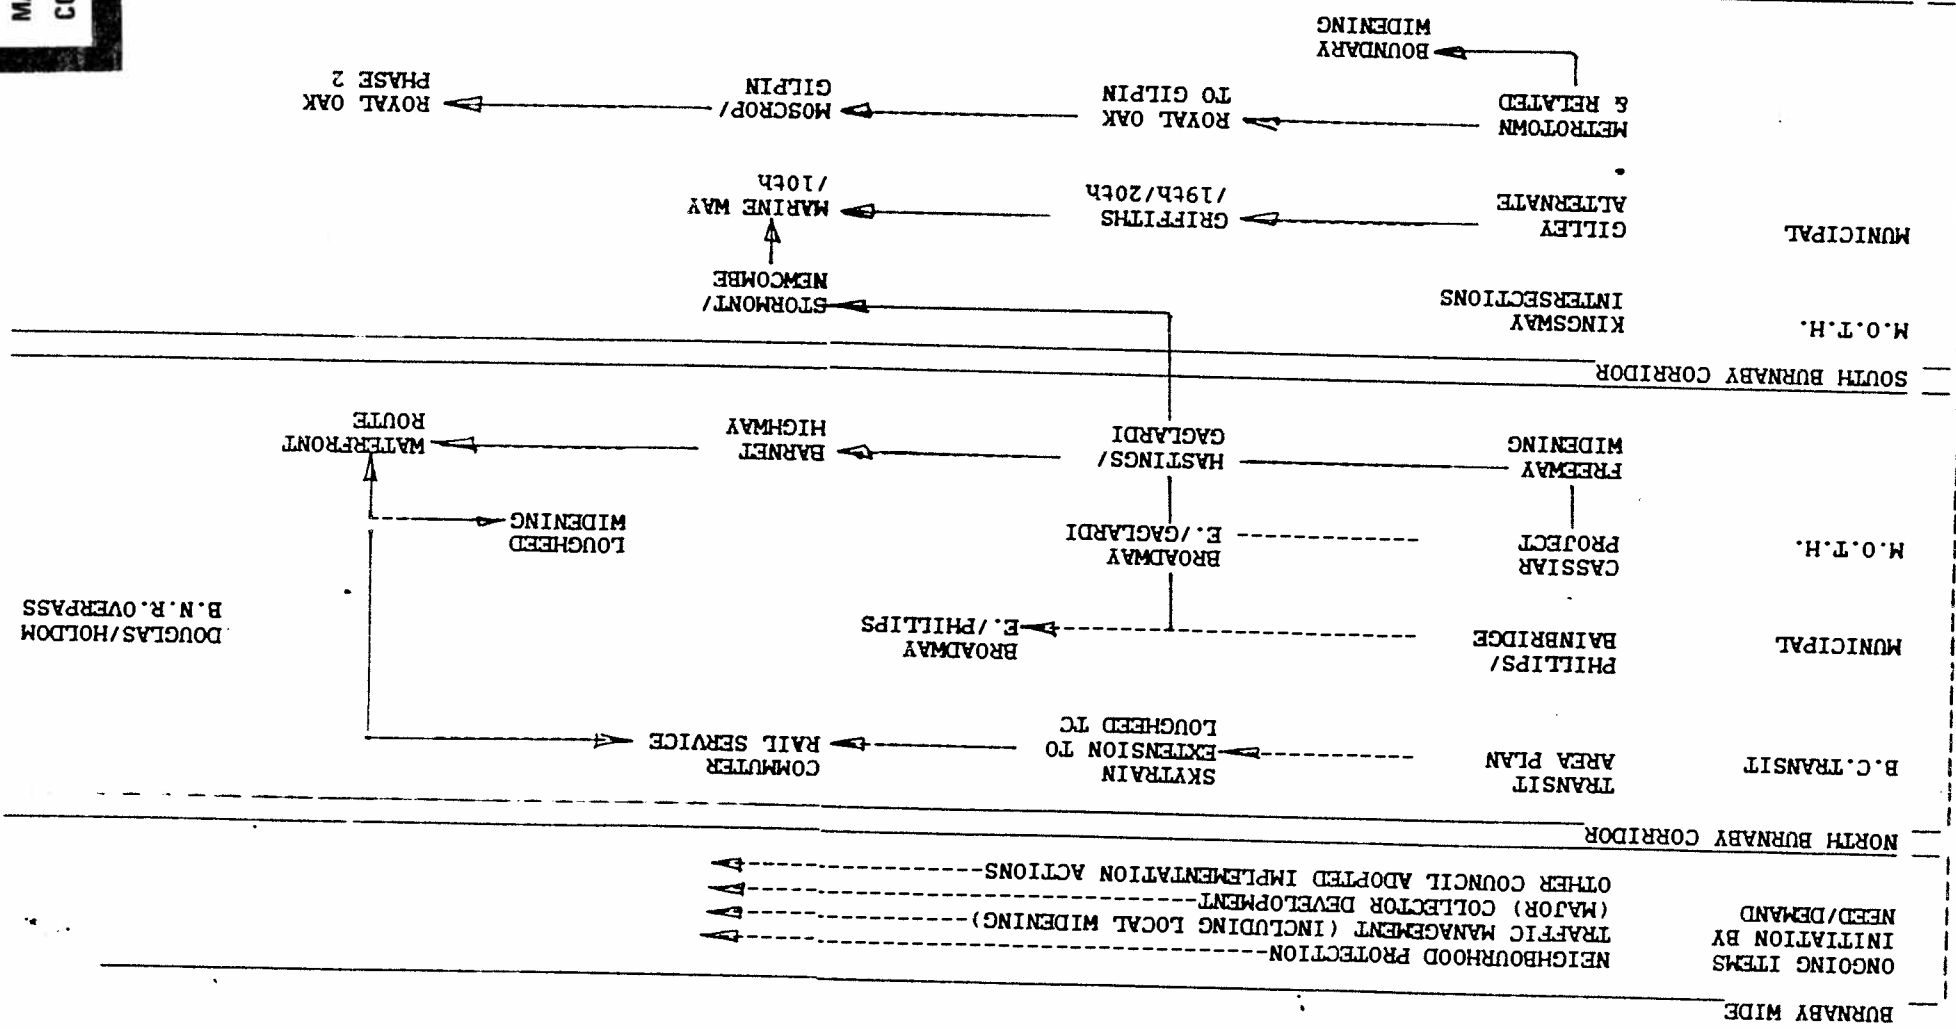 BURNABY WIDE
ONGOING ITEMS
INITIATION BY
NEED/DEMAND
NEIGHBOURHOOD PROTECTION
TRAFFIC MANAGEMENT (INCLUDING LOCAL WIDENING)
(MAJOR) COLLECTOR DEVELOPMENT
OTHER COUNCIL ADOPTED IMPLEMENTATION ACTIONS
NORTH BURNABY CORRIDOR
B.C.TRANSIT
TRANSIT
AREA PLAN
SKYTRAIN
EXTENSION TO
LOUGHEED TC
COMMUTER
RAIL SERVICE
MUNICIPAL
PHILLIPS/
BAINBRIDGE
BROADWAY
E./PHILLIPS
DOUGLAS/HOLDOM
B.N.R.OVERPASS
M.O.T.H.
CASSIAR
PROJECT
BROADWAY
E./GAGLARDI
LOUGHEED
WIDENING
FREEWAY
WIDENING
HASTINGS/
GAGLARDI
BARNET
HIGHWAY
WATERFRONT
ROUTE
SOUTH BURNABY CORRIDOR
M.O.T.H.
KINGSWAY
INTERSECTIONS
STORMONT/
NEWCOMBE
MUNICIPAL
GILLEY
ALTERNATE
GRIFFITHS
/19th/20th
MARINE WAY
/10th
METROTOWN
& RELATED
ROYAL OAK
TO GILPIN
MOSCROP/
GILPIN
ROYAL OAK
PHASE 2
BOUNDARY
WIDENING